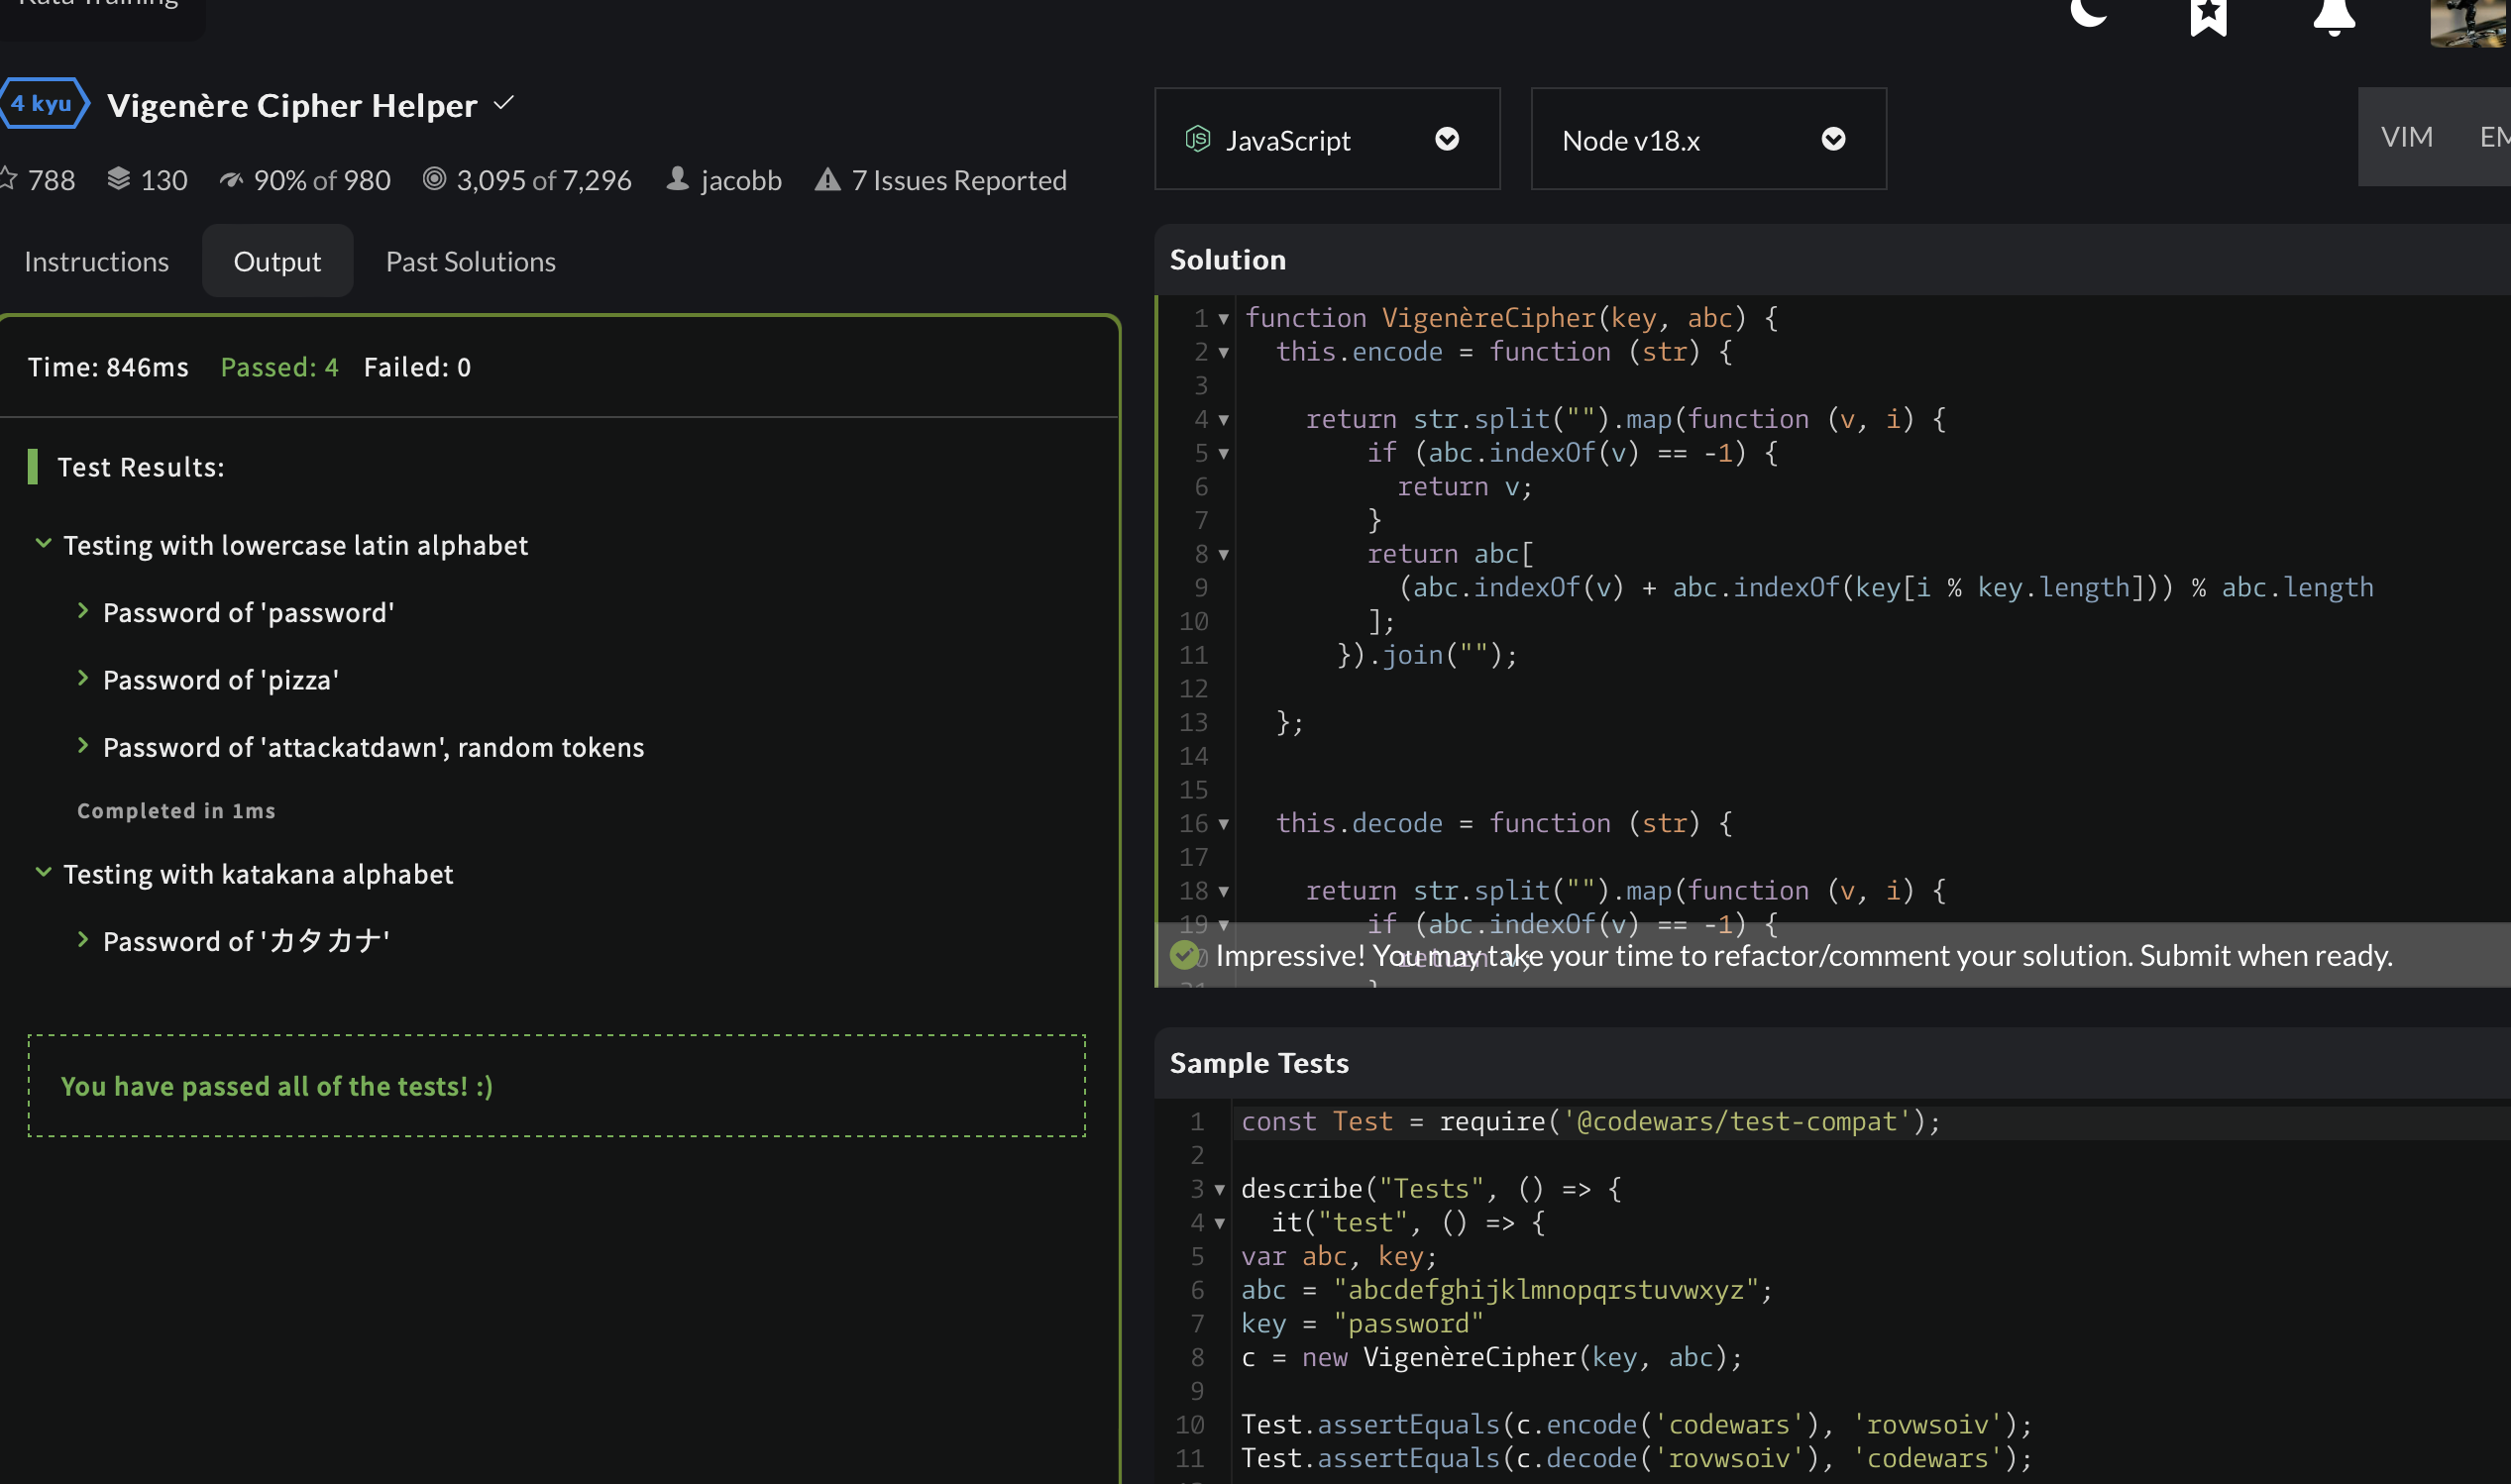 Kata Training
4 kyu Vigenère Cipher Helper
788 130 90% of 980 3,095 of 7,296 jacobb 7 Issues Reported
Instructions Output Past Solutions
Time: 846ms Passed: 4 Failed: 0
Test Results:
Testing with lowercase latin alphabet
Password of 'password'
Password of 'pizza'
Password of 'attackatdawn', random tokens
Completed in 1ms
Testing with katakana alphabet
Password of 'カタカナ'
You have passed all of the tests! :)
JavaScript Node v18.x VIM EM
Solution
1 function VigenèreCipher(key, abc) {
2 this.encode = function (str) {
3
4 return str.split("").map(function (v, i) {
5 if (abc.indexOf(v) == -1) {
6 return v;
7 }
8 return abc[
9 (abc.indexOf(v) + abc.indexOf(key[i % key.length])) % abc.length
10 ];
11 }).join("");
12
13 };
14
15
16 this.decode = function (str) {
17
18 return str.split("").map(function (v, i) {
19 if (abc.indexOf(v) == -1) {
20 return v;
21 }
Impressive! You may take your time to refactor/comment your solution. Submit when ready.
Sample Tests
1 const Test = require('@codewars/test-compat');
2
3 describe("Tests", () => {
4 it("test", () => {
5 var abc, key;
6 abc = "abcdefghijklmnopqrstuvwxyz";
7 key = "password"
8 c = new VigenèreCipher(key, abc);
9
10 Test.assertEquals(c.encode('codewars'), 'rovwsoiv');
11 Test.assertEquals(c.decode('rovwsoiv'), 'codewars');